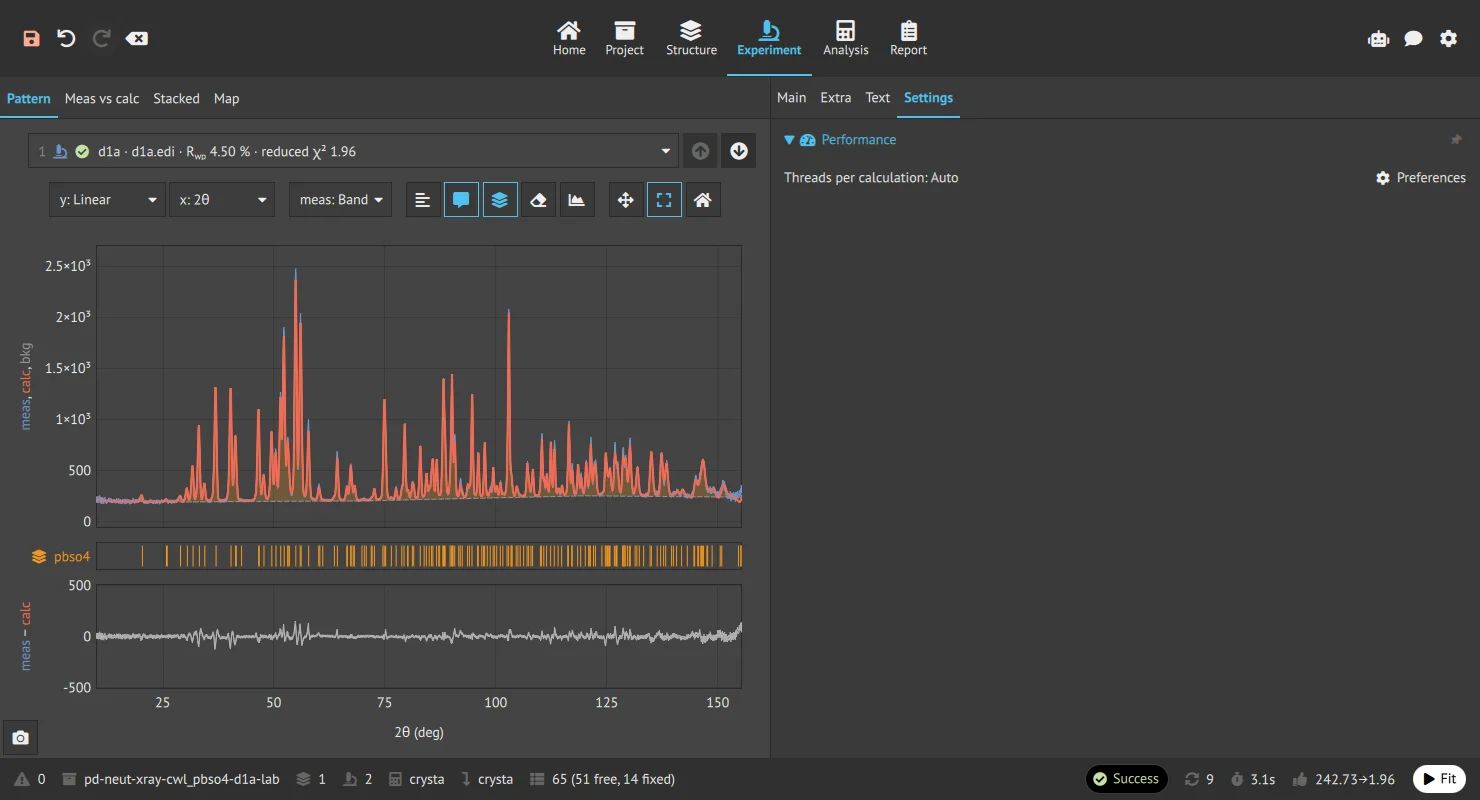 Home
Project
Structure
Experiment
Analysis
Report
Pattern
Meas vs calc
Stacked
Map
Main
Extra
Text
Settings
1 d1a · d1a.edi · Rwp 4.50 % · reduced χ² 1.96
Performance
Threads per calculation: Auto
Preferences
y: Linear
x: 2θ
meas: Band
meas, calc, bkg
2.5×10³
2×10³
1.5×10³
1×10³
500
0
pbso4
meas − calc
500
0
-500
25
50
75
100
125
150
2θ (deg)
0
pd-neut-xray-cwl_pbso4-d1a-lab
1
2
crysta
crysta
65 (51 free, 14 fixed)
Success
9
3.1s
242.73→1.96
Fit